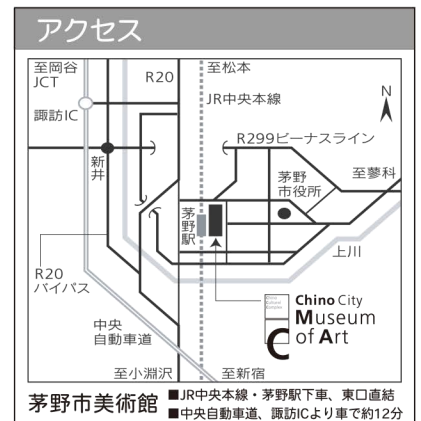 アクセス
至岡谷
JCT
R20
至松本
JR中央本線
N
諏訪IC
R299ビーナスライン
新井
茅野
市役所
至蓼科
茅野駅
上川
R20
バイパス
Chino City
Museum
of Art
C
中央
自動車道
至小淵沢
至新宿
茅野市美術館
■JR中央本線・茅野駅下車、東口直結
■中央自動車道、諏訪ICより車で約12分